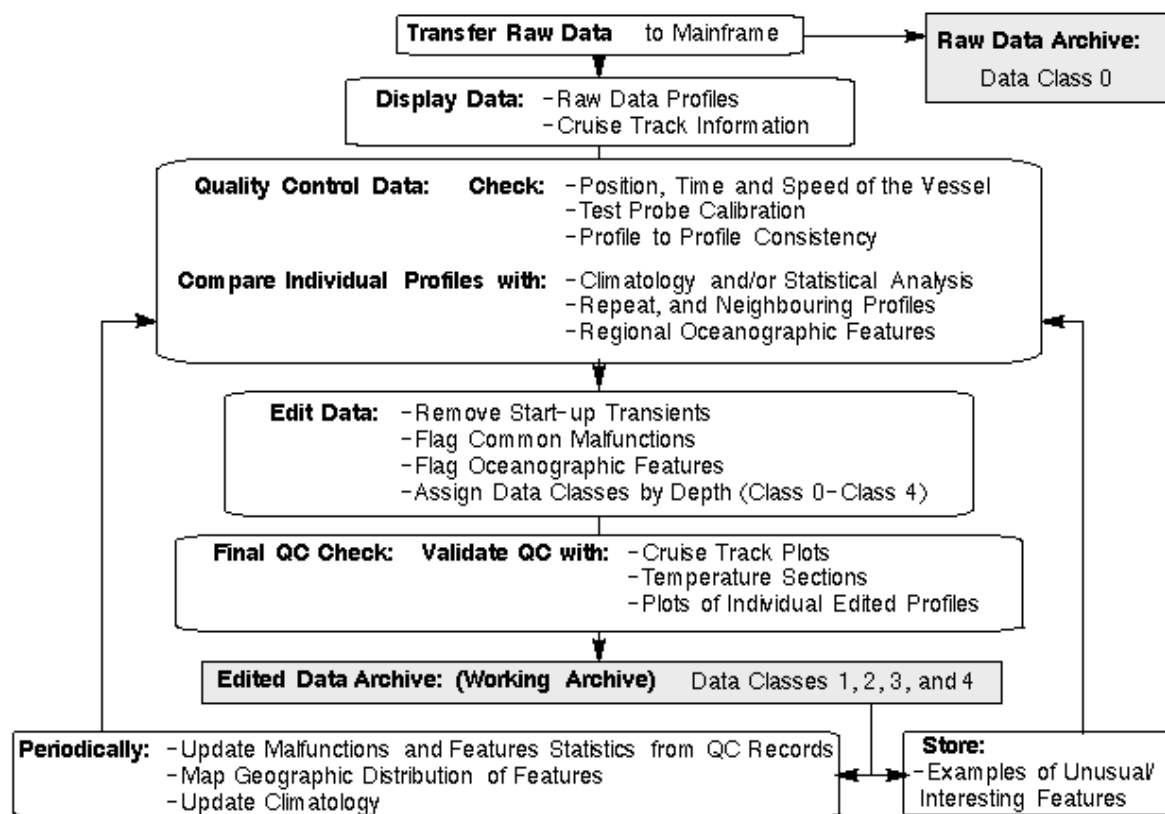 Transfer Raw Data to Mainframe
Raw Data Archive:
Data Class 0
Display Data: -Raw Data Profiles
-Cruise Track Information
Quality Control Data: Check: -Position, Time and Speed of the Vessel
-Test Probe Calibration
-Profile to Profile Consistency
Compare Individual Profiles with: -Climatology and/or Statistical Analysis
-Repeat, and Neighbouring Profiles
-Regional Oceanographic Features
Edit Data: -Remove Start-up Transients
-Flag Common Malfunctions
-Flag Oceanographic Features
-Assign Data Classes by Depth (Class 0-Class 4)
Final QC Check: Validate QC with: -Cruise Track Plots
-Temperature Sections
-Plots of Individual Edited Profiles
Edited Data Archive: (Working Archive) Data Classes 1, 2, 3, and 4
Periodically: -Update Malfunctions and Features Statistics from QC Records
-Map Geographic Distribution of Features
-Update Climatology
Store:
-Examples of Unusual/
Interesting Features